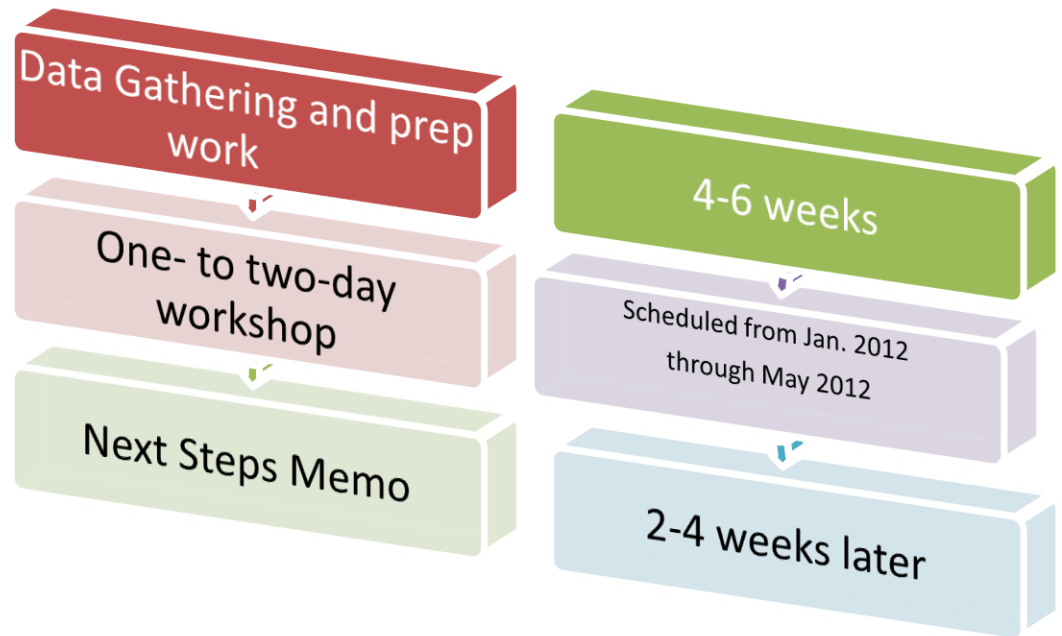 Data Gathering and prep
work
One- to two-day
workshop
Next Steps Memo
4-6 weeks
Scheduled from Jan. 2012
through May 2012
2-4 weeks later